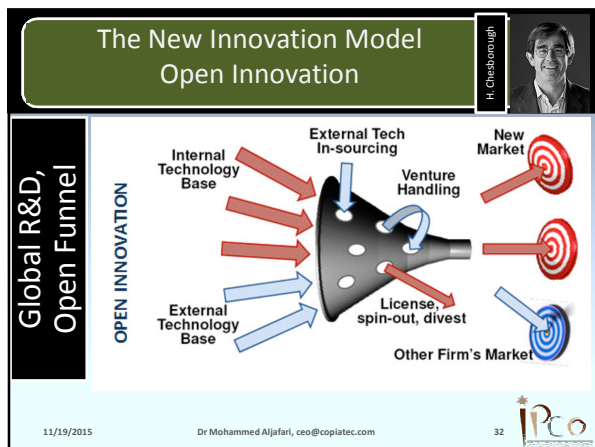 The New Innovation Model
Open Innovation
H. Chesborough
Global R&D,
Open Funnel
OPEN INNOVATION
Internal
Technology
Base
External Tech
In-sourcing
Venture
Handling
New
Market
External
Technology
Base
License,
spin-out, divest
Other Firm's Market
11/19/2015
Dr Mohammed Aljafari, ceo@copiatec.com
32
IPCO